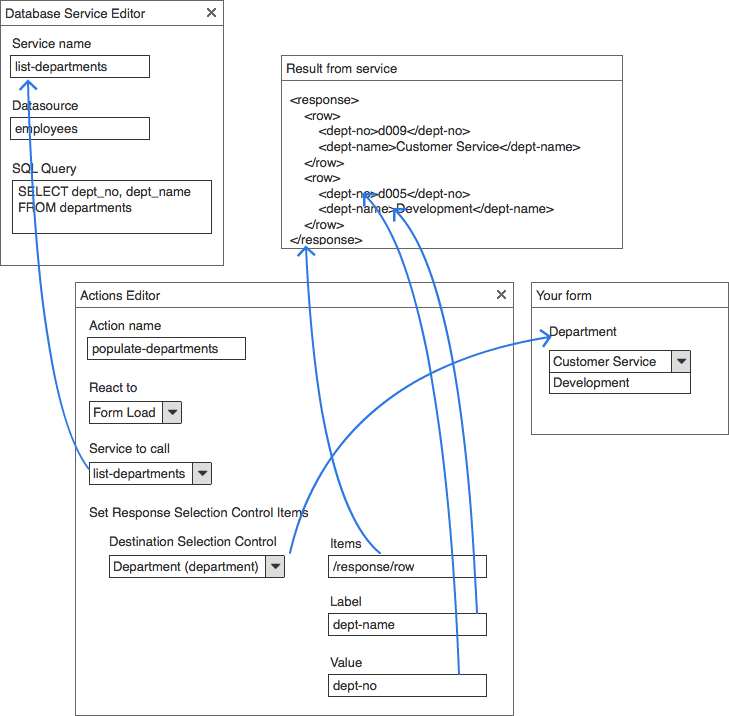 Database Service Editor
Service name
list-departments
Datasource
employees
SQL Query
SELECT dept_no, dept_name
FROM departments
Result from service
<response>
<row>
<dept-no>d009</dept-no>
<dept-name>Customer Service</dept-name>
</row>
<row>
<dept-no>d005</dept-no>
<dept-name>Development</dept-name>
</row>
</response>
Actions Editor
Action name
populate-departments
React to
Form Load
Service to call
list-departments
Set Response Selection Control Items
Destination Selection Control
Department (department)
Items
/response/row
Label
dept-name
Value
dept-no
Your form
Department
Customer Service
Development